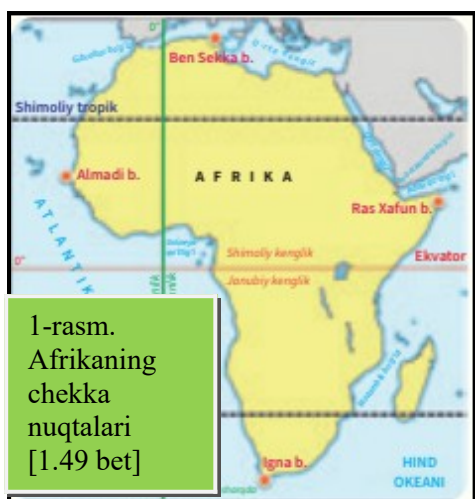 0°
Ben Sekka b.
Shimoliy tropik
Almadi b.
A F R I K A
Ras Xafun b.
ATLANTIK
Shimoliy kenglik
Ekvator
0°
Janubiy kenglik
1-rasm.
Afrikaning
chekka
nuqtalari
[1.49 bet]
Igna b.
HIND
OKEANI